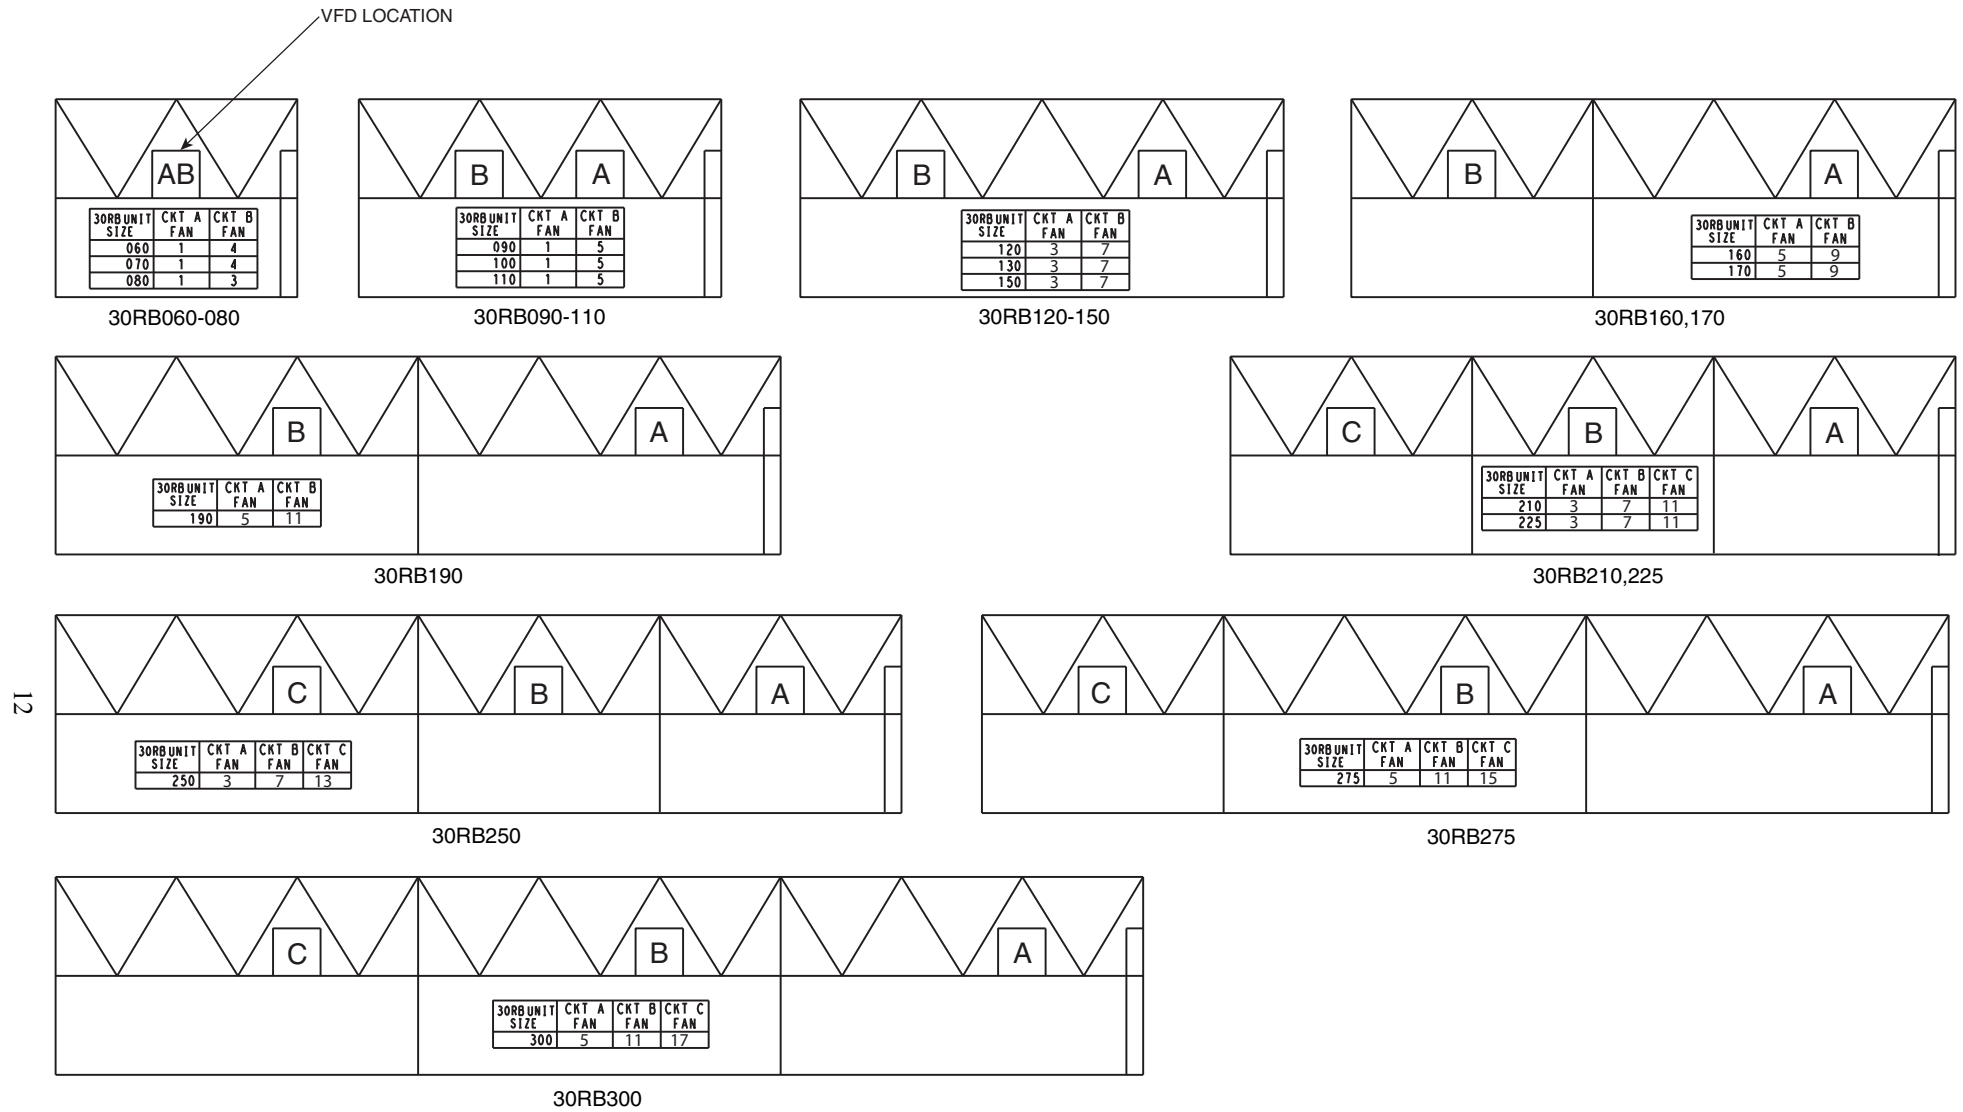 VFD LOCATION
AB
30RB UNIT SIZE CKT A FAN CKT B FAN
060 1 4
070 1 4
080 1 3
30RB060-080
B A
30RB UNIT SIZE CKT A FAN CKT B FAN
090 1 5
100 1 5
110 1 5
30RB090-110
B A
30RB UNIT SIZE CKT A FAN CKT B FAN
120 3 7
130 3 7
150 3 7
30RB120-150
B A
30RB UNIT SIZE CKT A FAN CKT B FAN
160 5 9
170 5 9
30RB160,170
B A
30RB UNIT SIZE CKT A FAN CKT B FAN
190 5 11
30RB190
C B A
30RB UNIT SIZE CKT A FAN CKT B FAN CKT C FAN
210 3 7 11
225 3 7 11
30RB210,225
C B A
30RB UNIT SIZE CKT A FAN CKT B FAN CKT C FAN
250 3 7 13
30RB250
C B A
30RB UNIT SIZE CKT A FAN CKT B FAN CKT C FAN
275 5 11 15
30RB275
C B A
30RB UNIT SIZE CKT A FAN CKT B FAN CKT C FAN
300 5 11 17
30RB300
12